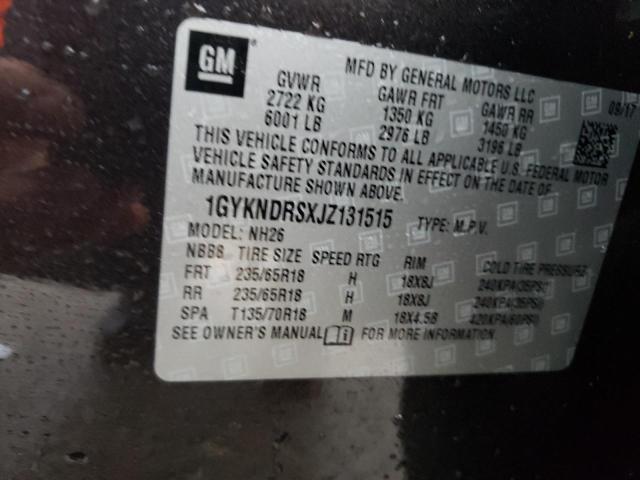 GM
MFD BY GENERAL MOTORS LLC
GVWR GAWR FRT GAWR RR 09/17
2722 KG 1350 KG 1450 KG
6001 LB 2976 LB 3196 LB
THIS VEHICLE CONFORMS TO ALL APPLICABLE U.S. FEDERAL MOTOR
VEHICLE SAFETY STANDARDS IN EFFECT ON THE DATE OF
MANUFACTURE SHOWN ABOVE.
1GYKNDRSXJZ131515 TYPE: M.P.V.
MODEL: NH26
NBBS TIRE SIZE SPEED RTG RIM COLD TIRE PRESSURE
FRT 235/65R18 H 18X8J 240KPA(35PSI)
RR 235/65R18 H 18X8J 240KPA(35PSI)
SPA T135/70R18 M 18X4.5B 420KPA(60PSI)
SEE OWNER'S MANUAL FOR MORE INFORMATION